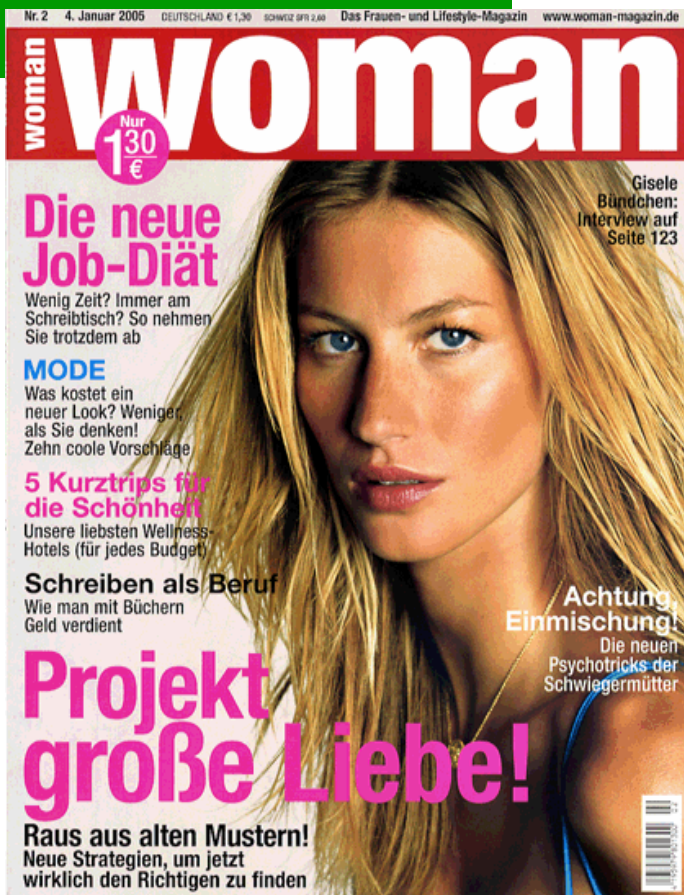 Nr. 2 4. Januar 2005 DEUTSCHLAND € 1,30 SCHWEIZ SFR 2,60 Das Frauen- und Lifestyle-Magazin www.woman-magazin.de
woman
woman
Nur
1 30
€
Gisele
Bündchen:
Interview auf
Seite 123
Die neue
Job-Diät
Wenig Zeit? Immer am
Schreibtisch? So nehmen
Sie trotzdem ab
MODE
Was kostet ein
neuer Look? Weniger,
als Sie denken!
Zehn coole Vorschläge
5 Kurztrips für
die Schönheit
Unsere liebsten Wellness-
Hotels (für jedes Budget)
Schreiben als Beruf
Wie man mit Büchern
Geld verdient
Achtung,
Einmischung!
Die neuen
Psychotricks der
Schwiegermütter
Projekt
große Liebe!
Raus aus alten Mustern!
Neue Strategien, um jetzt
wirklich den Richtigen zu finden
02